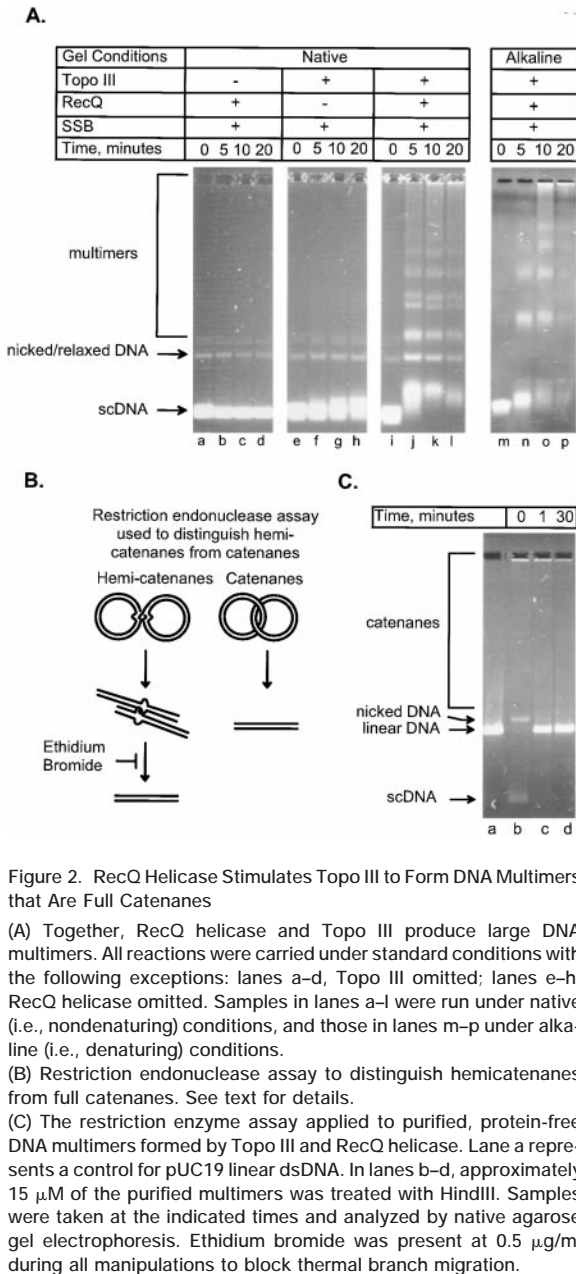 A.
Gel Conditions Native Alkaline
Topo III - + + +
RecQ + - + +
SSB + + + +
Time, minutes 0 5 10 20 0 5 10 20 0 5 10 20 0 5 10 20
multimers
nicked/relaxed DNA
scDNA
a b c d e f g h i j k l m n o p
B.
Restriction endonuclease assay
used to distinguish hemi-
catenanes from catenanes
Hemi-catenanes Catenanes
Ethidium
Bromide
C.
Time, minutes 0 1 30
catenanes
nicked DNA
linear DNA
scDNA
a b c d
Figure 2. RecQ Helicase Stimulates Topo III to Form DNA Multimers
that Are Full Catenanes
(A) Together, RecQ helicase and Topo III produce large DNA
multimers. All reactions were carried under standard conditions with
the following exceptions: lanes a–d, Topo III omitted; lanes e–h
RecQ helicase omitted. Samples in lanes a–l were run under native
(i.e., nondenaturing) conditions, and those in lanes m–p under alka-
line (i.e., denaturing) conditions.
(B) Restriction endonuclease assay to distinguish hemicatenanes
from full catenanes. See text for details.
(C) The restriction enzyme assay applied to purified, protein-free
DNA multimers formed by Topo III and RecQ helicase. Lane a repre-
sents a control for pUC19 linear dsDNA. In lanes b–d, approximately
15 μM of the purified multimers was treated with HindIII. Samples
were taken at the indicated times and analyzed by native agarose
gel electrophoresis. Ethidium bromide was present at 0.5 μg/m
during all manipulations to block thermal branch migration.